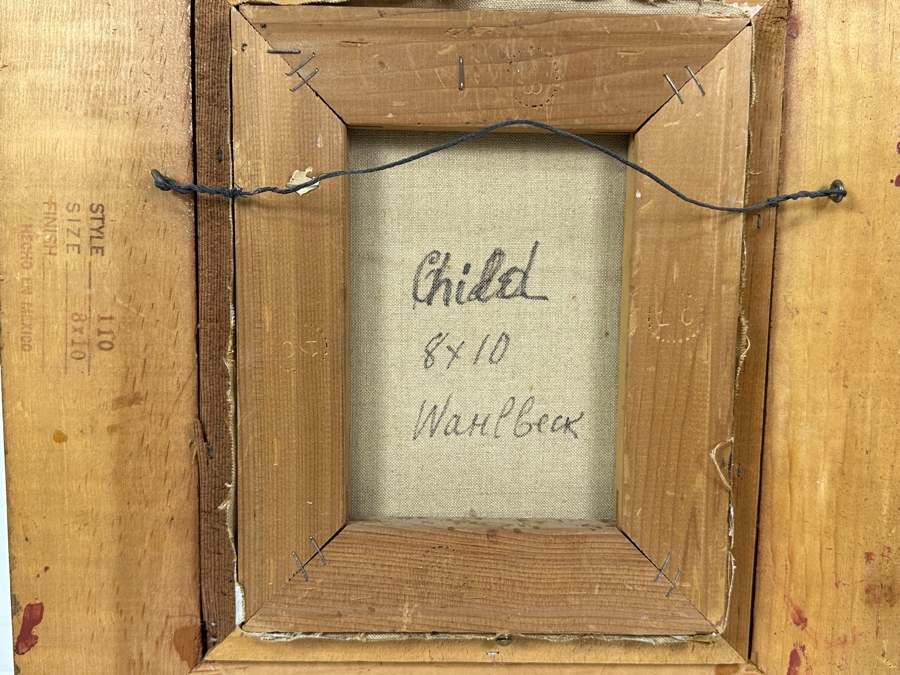 Child
8x10
Wahlbeck
STYLE 110
SIZE 8x10
FINISH
HECHO EN MEXICO